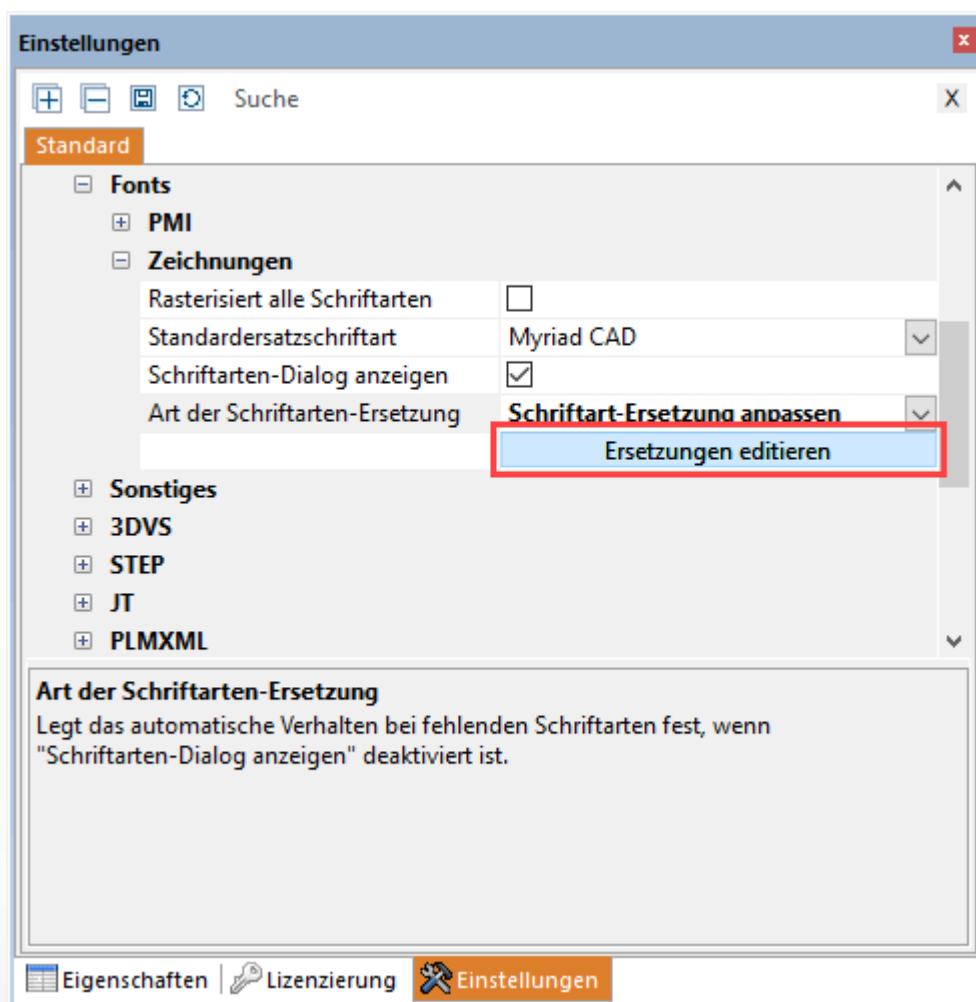 Einstellungen
Suche
X
Standard
Fonts
PMI
Zeichnungen
Rasterisiert alle Schriftarten
Standardersatzschriftart Myriad CAD
Schriftarten-Dialog anzeigen
Art der Schriftarten-Ersetzung Schriftart-Ersetzung anpassen
Ersetzungen editieren
Sonstiges
3DVS
STEP
JT
PLMXML
Art der Schriftarten-Ersetzung
Legt das automatische Verhalten bei fehlenden Schriftarten fest, wenn
"Schriftarten-Dialog anzeigen" deaktiviert ist.
Eigenschaften Lizenzierung Einstellungen